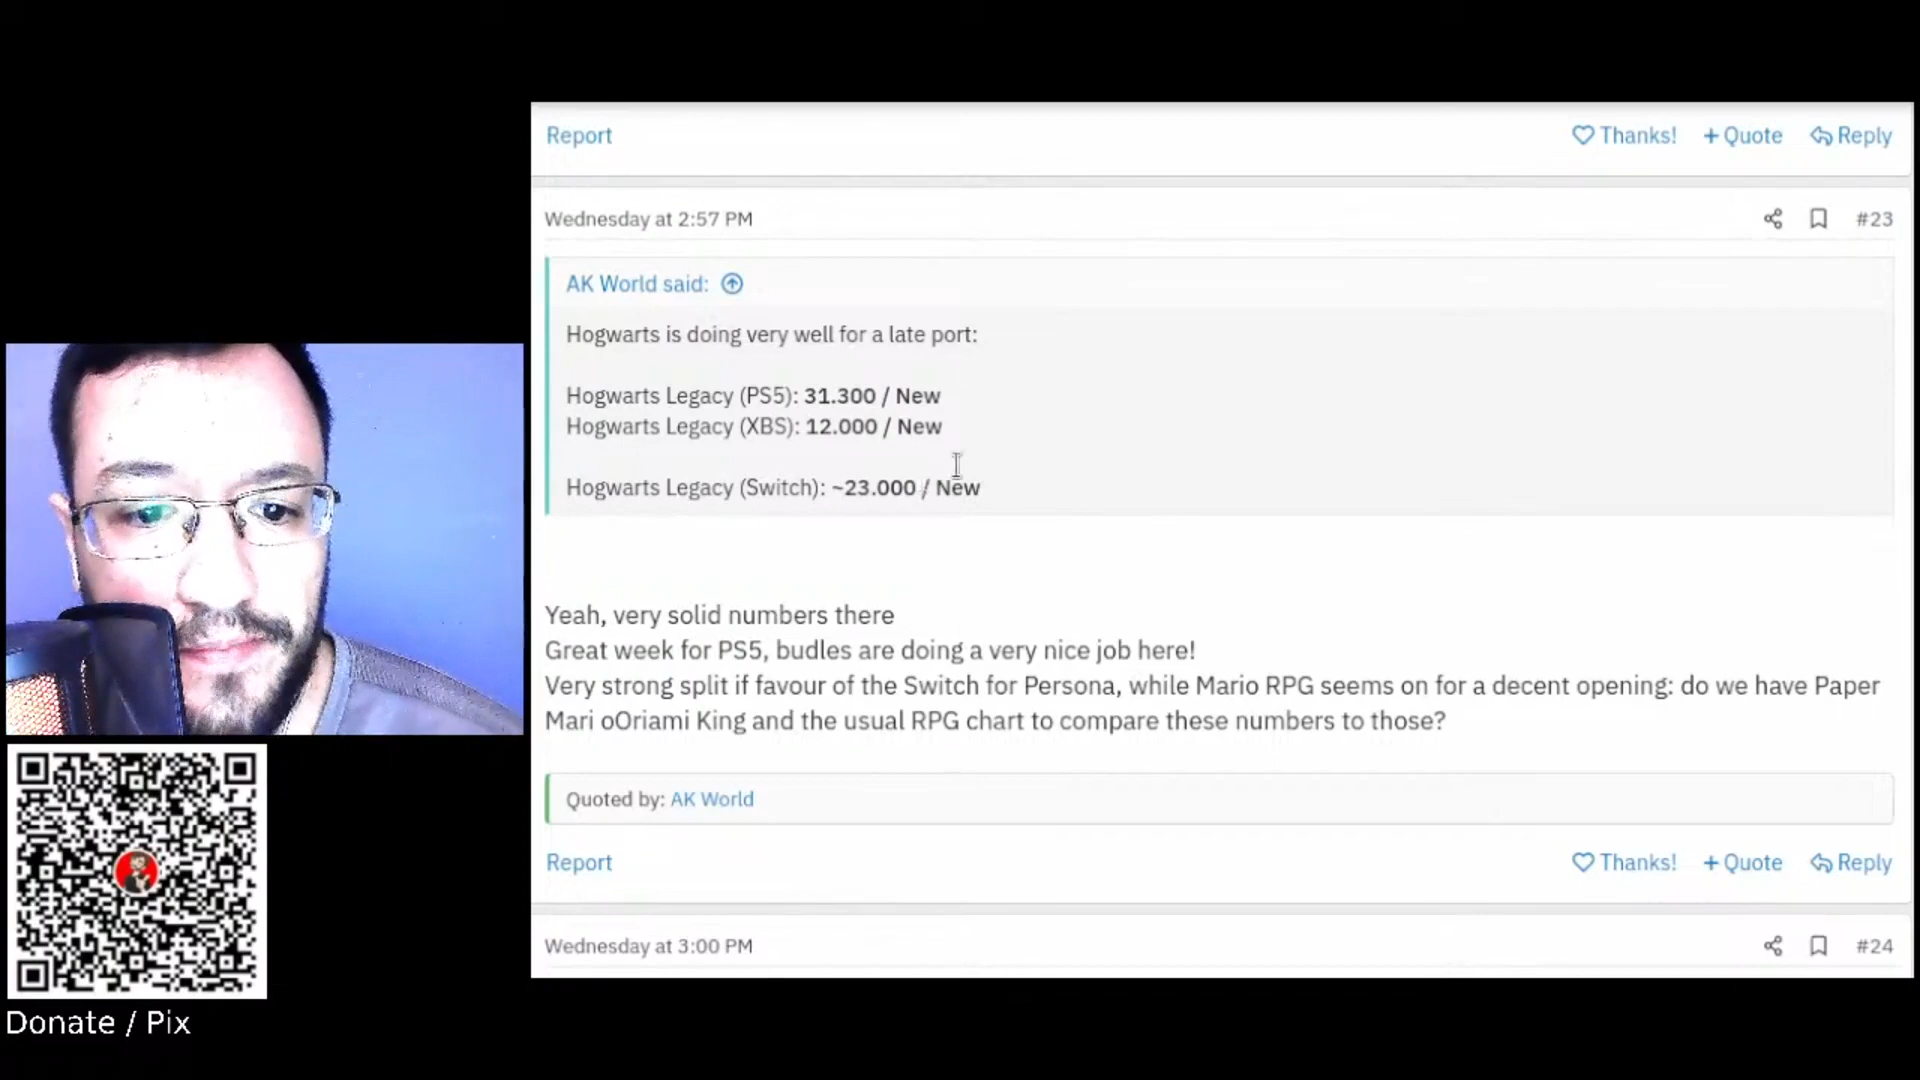 Report
Thanks! + Quote Reply
Wednesday at 2:57 PM
#23
AK World said:
Hogwarts is doing very well for a late port:
Hogwarts Legacy (PS5): 31.300 / New
Hogwarts Legacy (XBS): 12.000 / New
Hogwarts Legacy (Switch): ~23.000 / New
Yeah, very solid numbers there
Great week for PS5, budles are doing a very nice job here!
Very strong split if favour of the Switch for Persona, while Mario RPG seems on for a decent opening: do we have Paper
Mari oOriami King and the usual RPG chart to compare these numbers to those?
Quoted by: AK World
Report
Thanks! + Quote Reply
Wednesday at 3:00 PM
#24
Donate / Pix